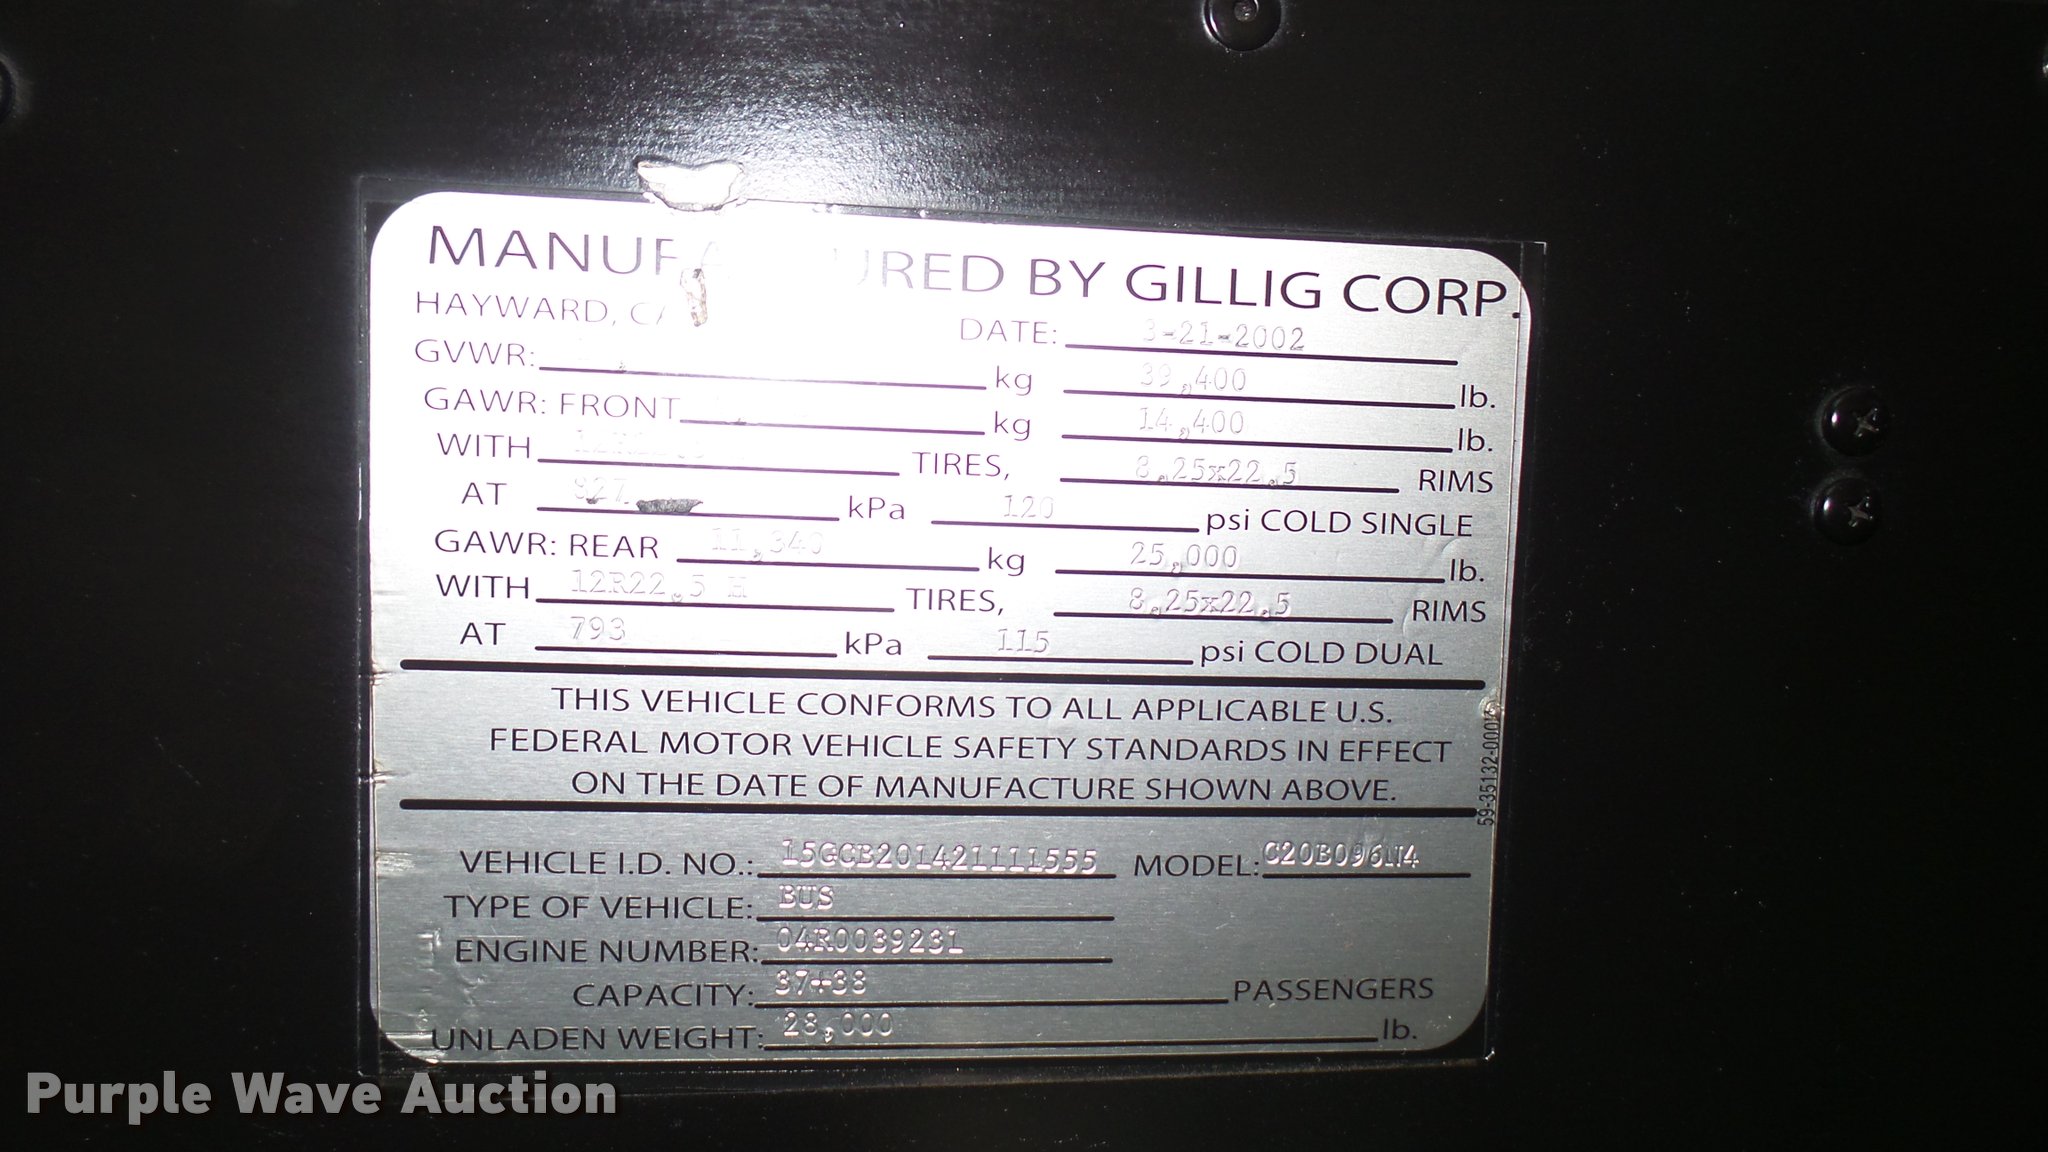 MANUFA URED BY GILLIG CORP.
HAYWARD, CA DATE: 3-21-2002
GVWR: kg 39,400 lb.
GAWR: FRONT kg 14,400 lb.
WITH TIRES, 8.25x22.5 RIMS
AT 827 kPa 120 psi COLD SINGLE
GAWR: REAR 11,340 kg 25,000 lb.
WITH 12R22.5 H TIRES, 8.25x22.5 RIMS
AT 793 kPa 115 psi COLD DUAL
THIS VEHICLE CONFORMS TO ALL APPLICABLE U.S.
FEDERAL MOTOR VEHICLE SAFETY STANDARDS IN EFFECT
ON THE DATE OF MANUFACTURE SHOWN ABOVE.
VEHICLE I.D. NO.: 15GCB201421111555 MODEL: C20B096N4
TYPE OF VEHICLE: BUS
ENGINE NUMBER: 04R0039231
CAPACITY: 37+38 PASSENGERS
UNLADEN WEIGHT: 28,000 lb.
Purple Wave Auction